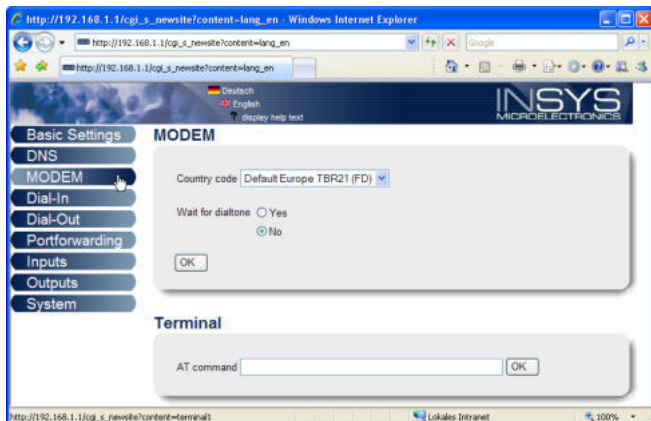 http://192.168.1.1/cgi_s_newsite?content=lang_en - Windows Internet Explorer
http://192.168.1.1/cgi_s_newsite?content=lang_en
Google
http://192.168.1.1/cgi_s_newsite?content=lang_en
Deutsch
English
? display help text
INSYS
MICROELECTRONICS
Basic Settings
DNS
MODEM
Dial-In
Dial-Out
Portforwarding
Inputs
Outputs
System
MODEM
Country code Default Europe TBR21 (FD)
Wait for dialtone Yes
No
OK
Terminal
AT command OK
http://192.168.1.1/cgi_s_newsite?content=terminal1
Lokales Intranet
100%